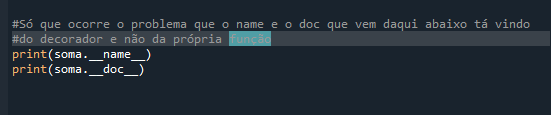 #Só que ocorre o problema que o name e o doc que vem daqui abaixo tá vindo
#do decorador e não da própria função
print(soma.__name__)
print(soma.__doc__)